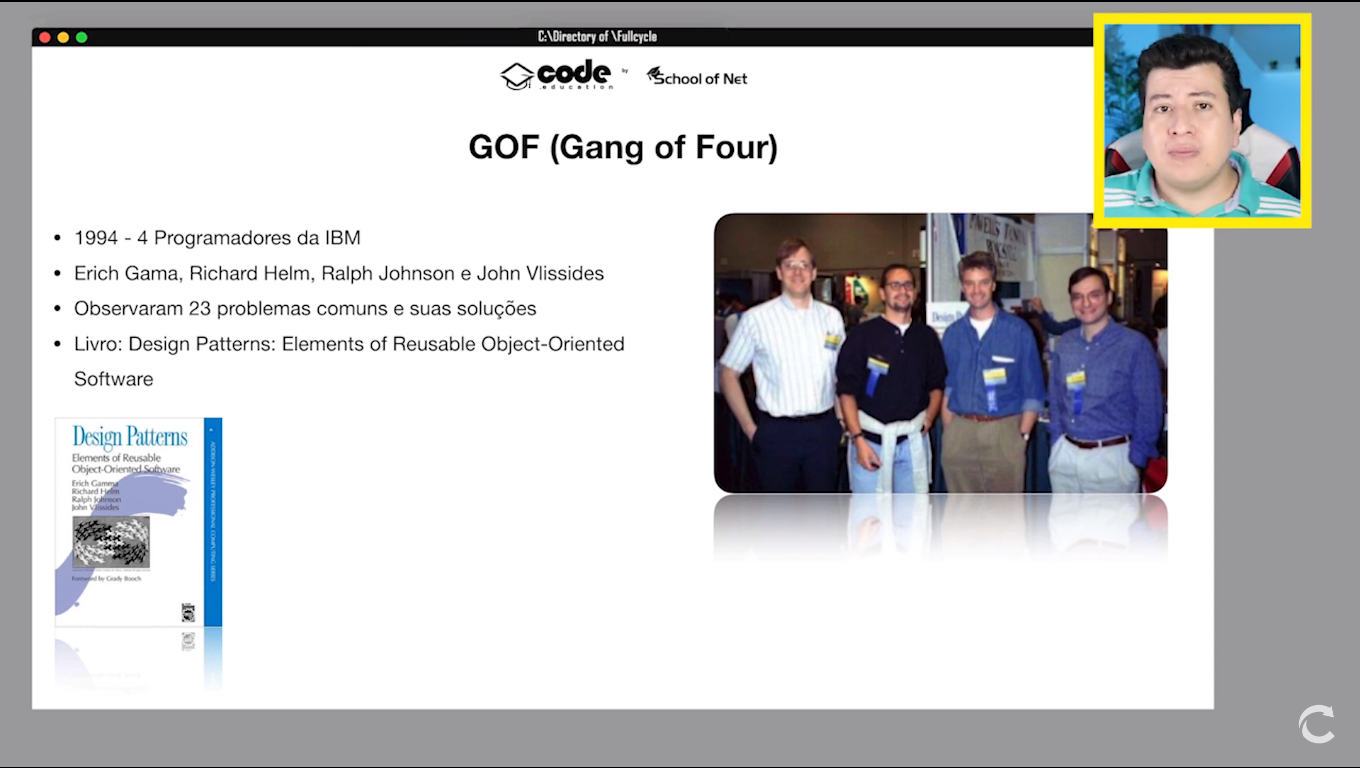 C:\Directory of \Fullcycle
code by School of Net
.education
GOF (Gang of Four)
• 1994 - 4 Programadores da IBM
• Erich Gama, Richard Helm, Ralph Johnson e John Vlissides
• Observaram 23 problemas comuns e suas soluções
• Livro: Design Patterns: Elements of Reusable Object-Oriented
Software
Design Patterns
Elements of Reusable
Object-Oriented Software
Erich Gamma
Richard Helm
Ralph Johnson
John Vlissides
Foreword by Grady Booch
ADDISON-WESLEY PROFESSIONAL COMPUTING SERIES